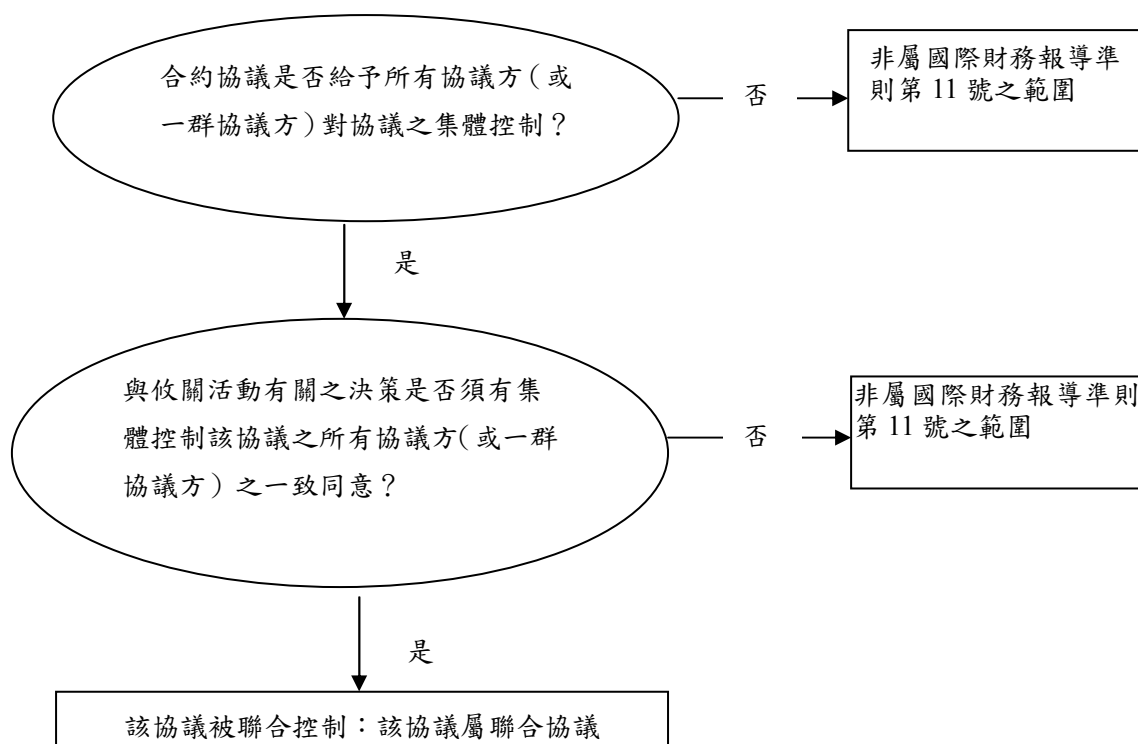 合約協議是否給予所有協議方（或
一群協議方）對協議之集體控制？
否
非屬國際財務報導準
則第 11 號之範圍
是
與攸關活動有關之決策是否須有集
體控制該協議之所有協議方（或一群
協議方）之一致同意？
否
非屬國際財務報導準則
第 11 號之範圍
是
該協議被聯合控制：該協議屬聯合協議